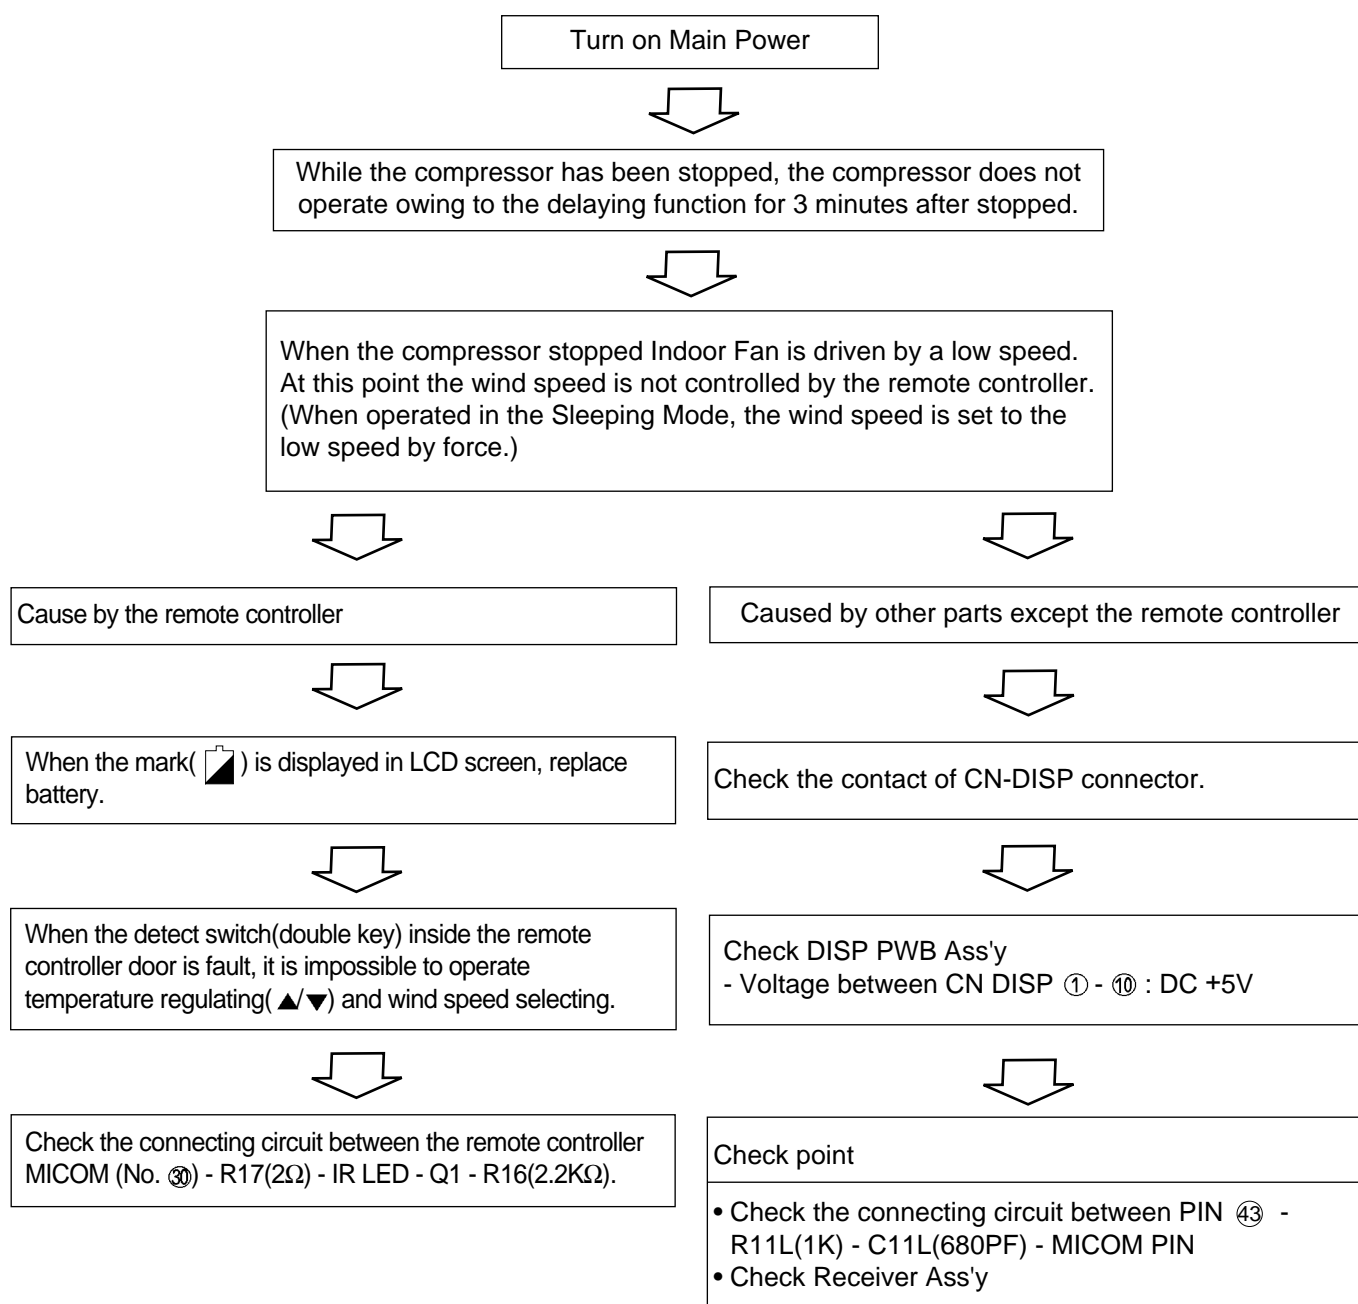 Turn on Main Power
While the compressor has been stopped, the compressor does not
operate owing to the delaying function for 3 minutes after stopped.
When the compressor stopped Indoor Fan is driven by a low speed.
At this point the wind speed is not controlled by the remote controller.
(When operated in the Sleeping Mode, the wind speed is set to the
low speed by force.)
Cause by the remote controller
When the mark( ) is displayed in LCD screen, replace
battery.
When the detect switch(double key) inside the remote
controller door is fault, it is impossible to operate
temperature regulating( ▲/▼) and wind speed selecting.
Check the connecting circuit between the remote controller
MICOM (No. ㉚) - R17(2Ω) - IR LED - Q1 - R16(2.2KΩ).
Caused by other parts except the remote controller
Check the contact of CN-DISP connector.
Check DISP PWB Ass'y
- Voltage between CN DISP ① - ⑩ : DC +5V
Check point
• Check the connecting circuit between PIN ㊸ -
R11L(1K) - C11L(680PF) - MICOM PIN
• Check Receiver Ass'y